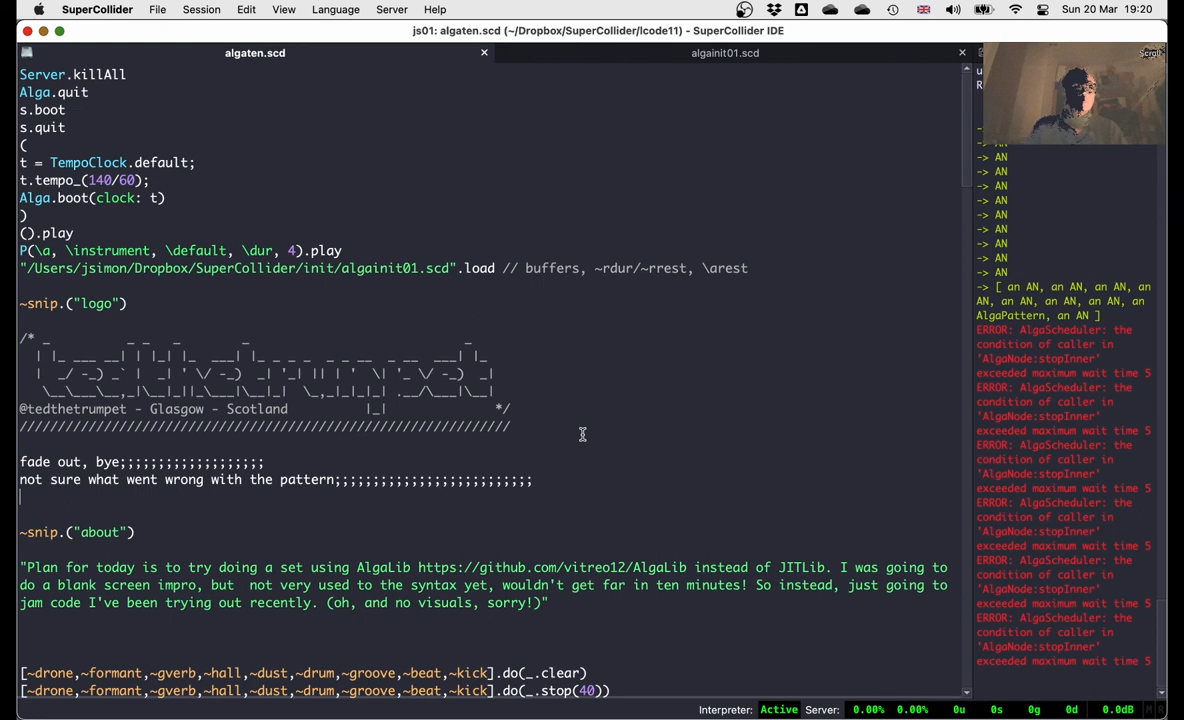 SuperCollider File Session Edit View Language Server Help Sun 20 Mar 19:20
js01: algaten.scd (~/Dropbox/SuperCollider/lcode11) - SuperCollider IDE
algaten.scd algainit01.scd
Scroll
Server.killAll
Alga.quit
s.boot
s.quit
(
t = TempoClock.default;
t.tempo_(140/60);
Alga.boot(clock: t)
)
().play
P(\a, \instrument, \default, \dur, 4).play
"/Users/jsimon/Dropbox/SuperCollider/init/algainit01.scd".load // buffers, ~rdur/~rrest, \arest
~snip.("logo")
@tedthetrumpet - Glasgow - Scotland
fade out, bye;;;;;;;;;;;;;;;;;;;
not sure what went wrong with the pattern;;;;;;;;;;;;;;;;;;;;;;;;;;
~snip.("about")
"Plan for today is to try doing a set using AlgaLib https://github.com/vitreo12/AlgaLib instead of JITLib. I was going to
do a blank screen impro, but  not very used to the syntax yet, wouldn't get far in ten minutes! So instead, just going to
jam code I've been trying out recently. (oh, and no visuals, sorry!)"
[~drone,~formant,~gverb,~hall,~dust,~drum,~groove,~beat,~kick].do(_.clear)
[~drone,~formant,~gverb,~hall,~dust,~drum,~groove,~beat,~kick].do(_.stop(40))
-> AN
-> AN
-> AN
-> AN
-> AN
-> AN
-> AN
-> AN
-> AN
-> [ an AN, an AN, an AN, an
AN, an AN, an AN, an AN, an
AlgaPattern, an AN ]
ERROR: AlgaScheduler: the
condition of caller in
'AlgaNode:stopInner'
exceeded maximum wait time 5
ERROR: AlgaScheduler: the
condition of caller in
'AlgaNode:stopInner'
exceeded maximum wait time 5
ERROR: AlgaScheduler: the
condition of caller in
'AlgaNode:stopInner'
exceeded maximum wait time 5
ERROR: AlgaScheduler: the
condition of caller in
'AlgaNode:stopInner'
exceeded maximum wait time 5
ERROR: AlgaScheduler: the
condition of caller in
'AlgaNode:stopInner'
exceeded maximum wait time 5
ERROR: AlgaScheduler: the
condition of caller in
'AlgaNode:stopInner'
exceeded maximum wait time 5
Interpreter: Active Server: 0.00% 0.00% 0u 0s 0g 0d 0.0dB M R